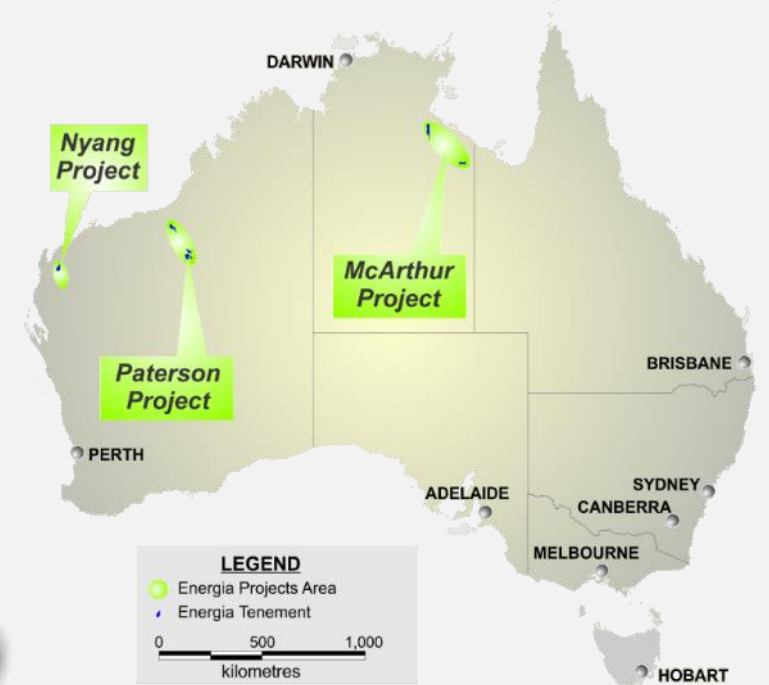 DARWIN
Nyang
Project
McArthur
Project
Paterson
Project
BRISBANE
PERTH
SYDNEY
ADELAIDE
CANBERRA
MELBOURNE
LEGEND
Energia Projects Area
Energia Tenement
0 500 1,000
kilometres
HOBART